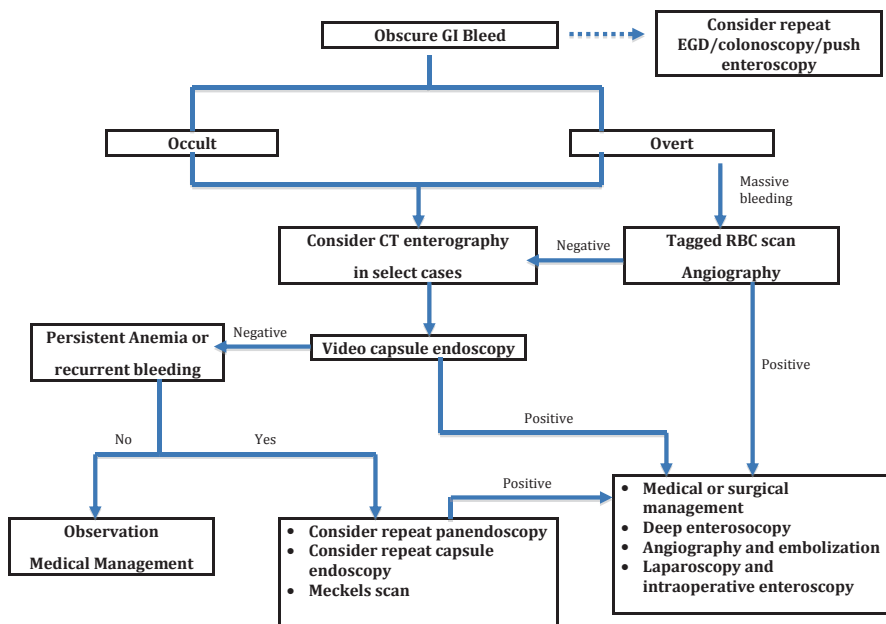 Obscure GI Bleed
Consider repeat
EGD/colonoscopy/push
enteroscopy
Occult
Overt
Massive
bleeding
Consider CT enterography
in select cases
Negative
Tagged RBC scan
Angiography
Persistent Anemia or
recurrent bleeding
Negative
Video capsule endoscopy
Positive
Positive
No
Yes
Positive
Observation
Medical Management
• Consider repeat panendoscopy
• Consider repeat capsule
endoscopy
• Meckels scan
• Medical or surgical
management
• Deep enterosocopy
• Angiography and embolization
• Laparoscopy and
intraoperative enteroscopy